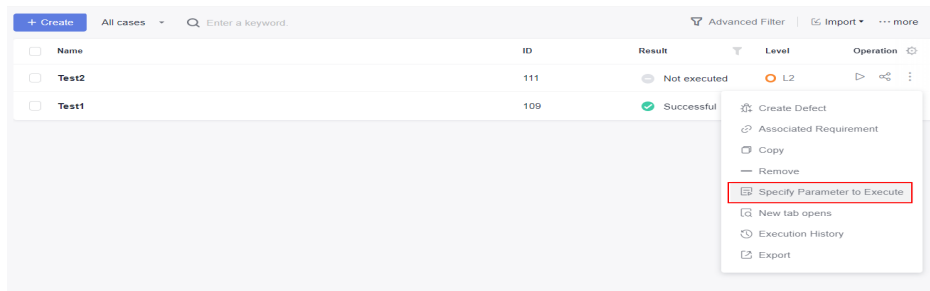 + Create All cases Enter a keyword. Advanced Filter Import ··· more
Name ID Result Level Operation
Test2 111 Not executed L2
Test1 109 Successful
Create Defect
Associated Requirement
Copy
Remove
Specify Parameter to Execute
New tab opens
Execution History
Export